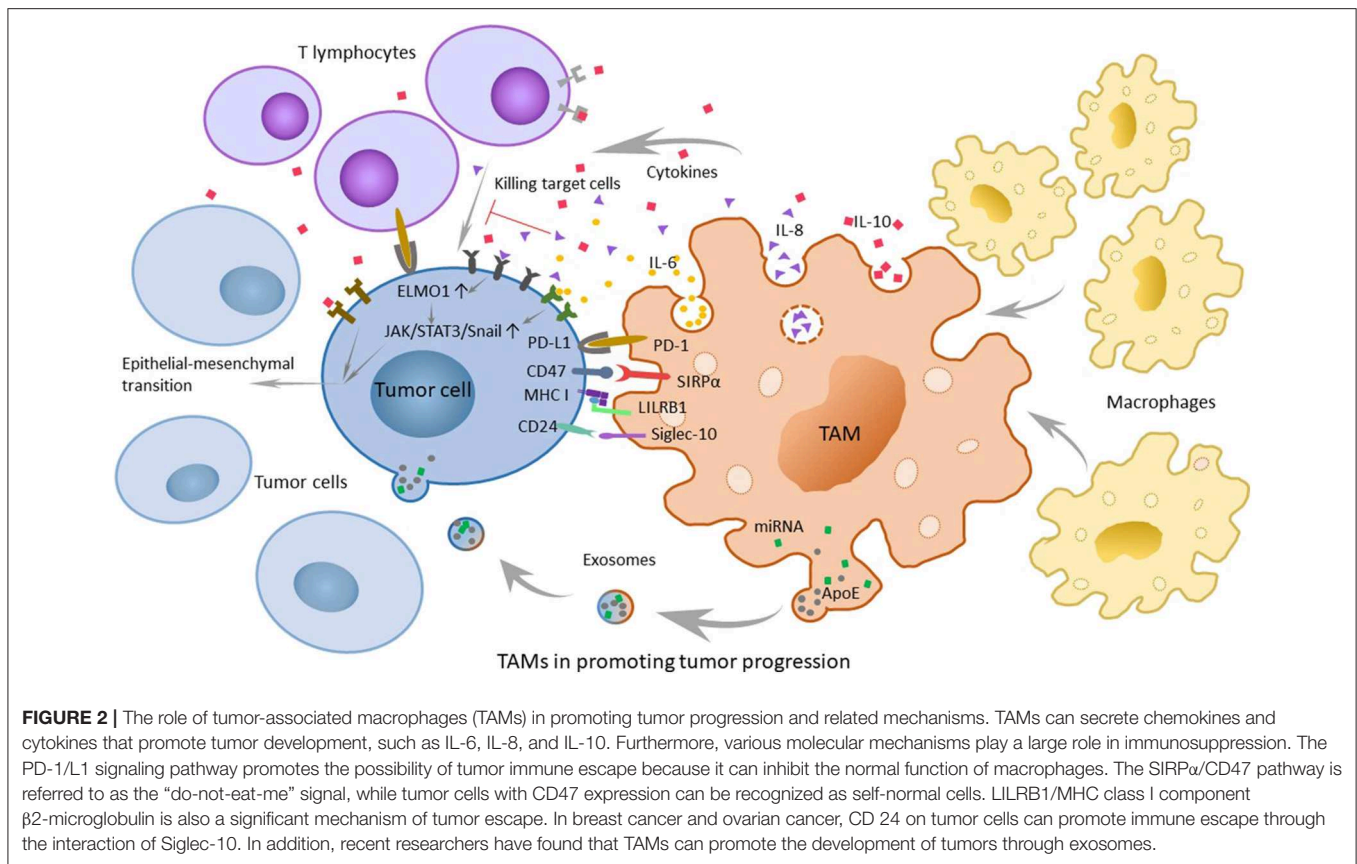 T lymphocytes
Cytokines
Killing target cells
IL-8
IL-10
IL-6
ELMO1 ↑
JAK/STAT3/Snail ↑
PD-L1
PD-1
Epithelial-mesenchymal
transition
CD47
SIRPα
Tumor cell
MHC I
LILRB1
Macrophages
CD24
Siglec-10
TAM
Tumor cells
miRNA
Exosomes
ApoE
TAMs in promoting tumor progression
FIGURE 2 | The role of tumor-associated macrophages (TAMs) in promoting tumor progression and related mechanisms. TAMs can secrete chemokines and
cytokines that promote tumor development, such as IL-6, IL-8, and IL-10. Furthermore, various molecular mechanisms play a large role in immunosuppression. The
PD-1/L1 signaling pathway promotes the possibility of tumor immune escape because it can inhibit the normal function of macrophages. The SIRPα/CD47 pathway is
referred to as the “do-not-eat-me” signal, while tumor cells with CD47 expression can be recognized as self-normal cells. LILRB1/MHC class I component
β2-microglobulin is also a significant mechanism of tumor escape. In breast cancer and ovarian cancer, CD 24 on tumor cells can promote immune escape through
the interaction of Siglec-10. In addition, recent researchers have found that TAMs can promote the development of tumors through exosomes.